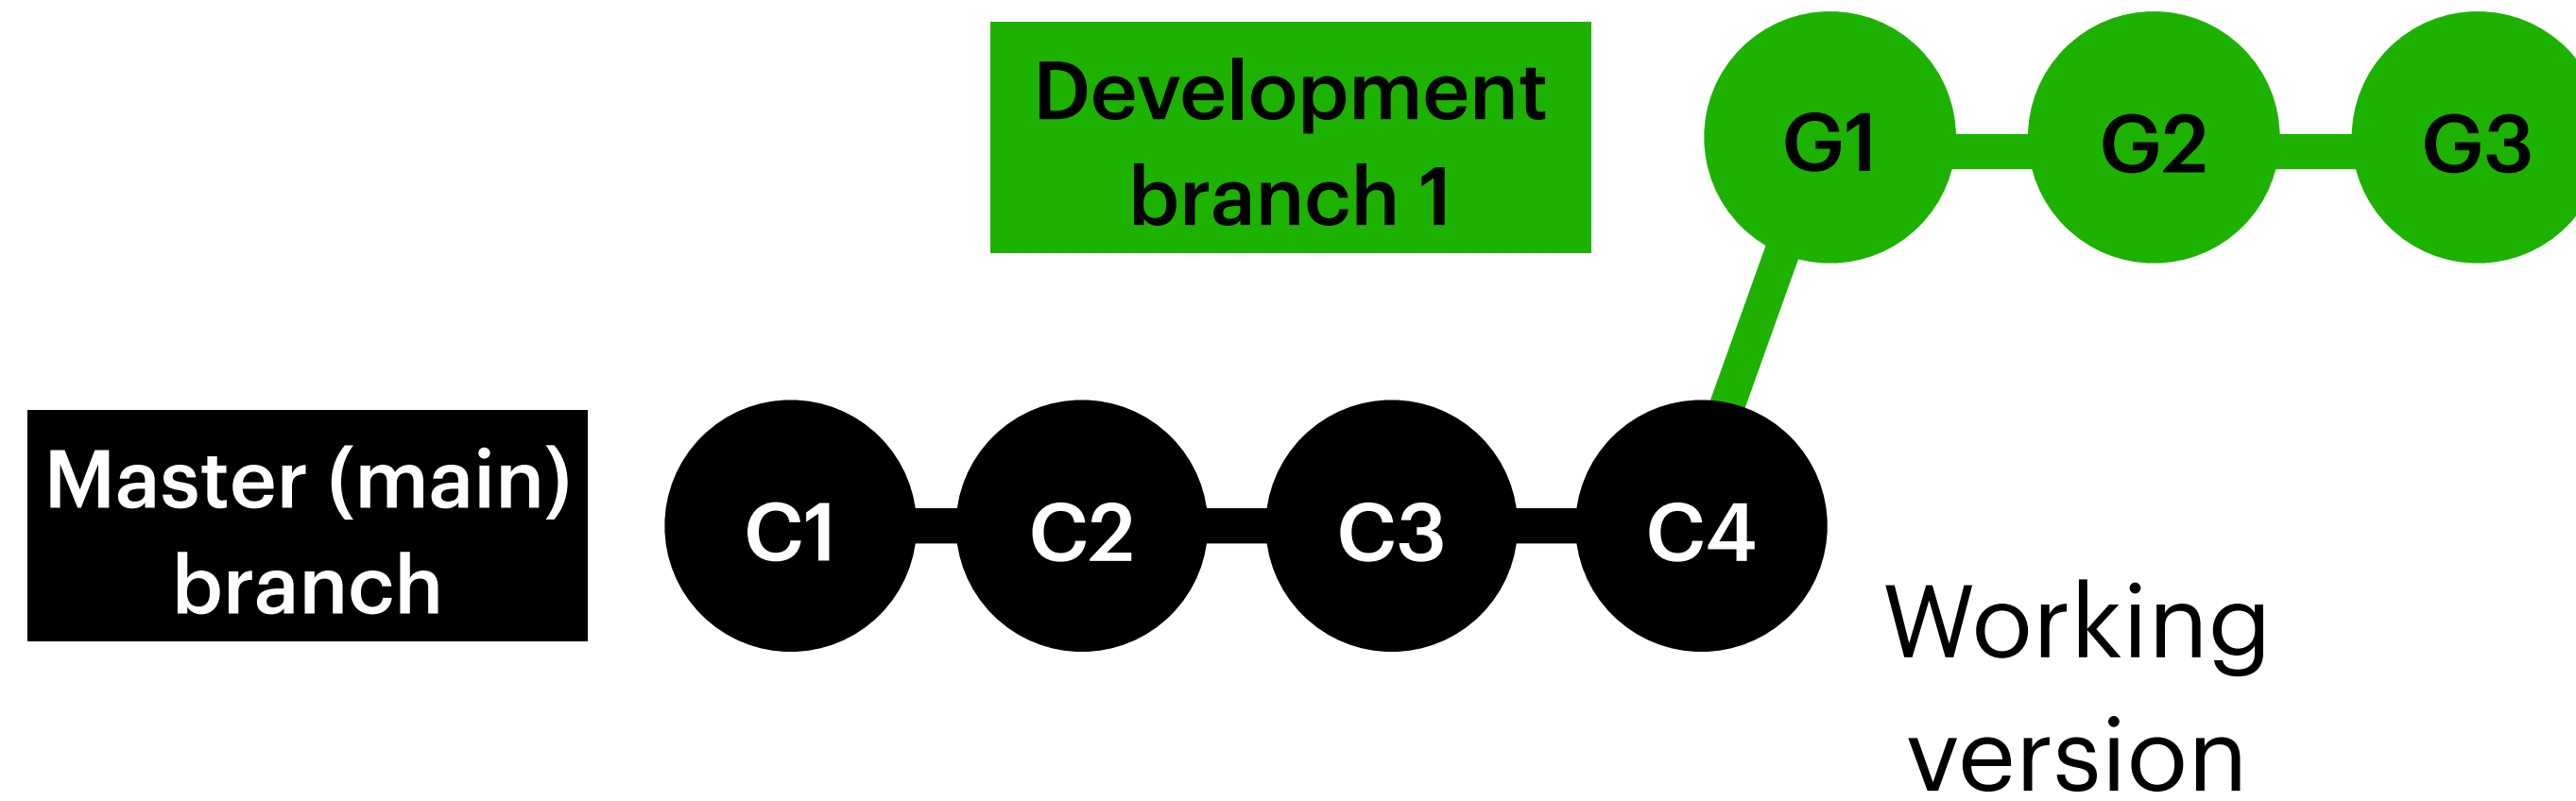 Development
branch 1
G1
G2
G3
Master (main)
branch
C1
C2
C3
C4
Working
version